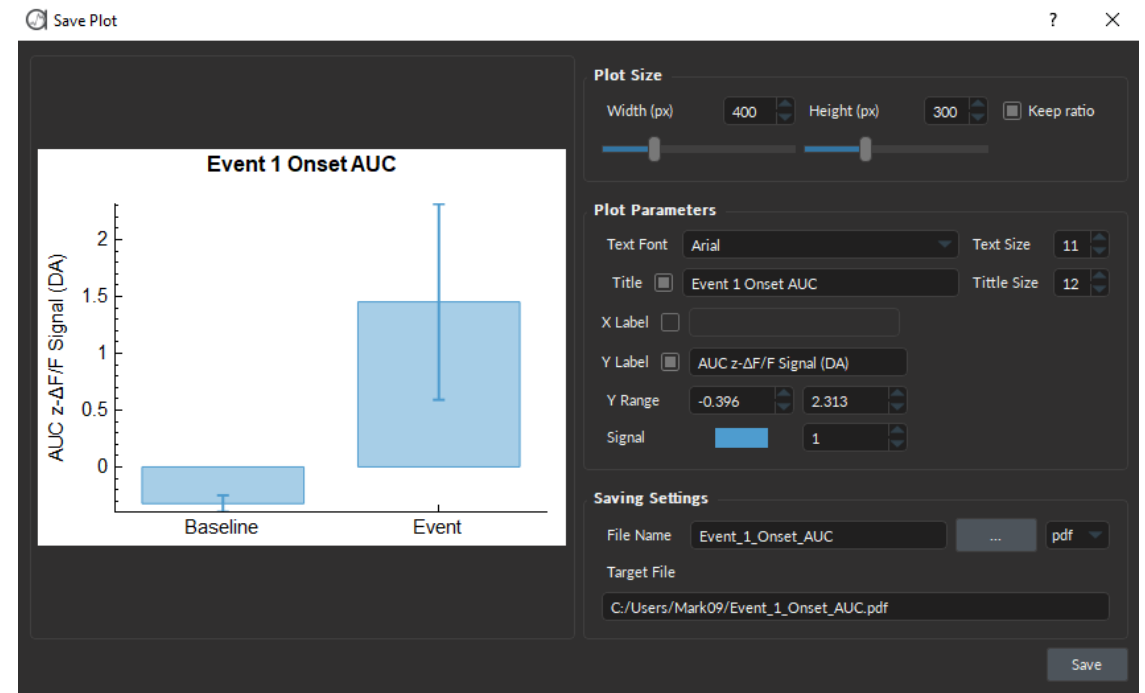 Save Plot
?
Event 1 Onset AUC
AUC z-ΔF/F Signal (DA)
2
1.5
1
0.5
0
Baseline Event
Plot Size
Width (px) 400 Height (px) 300 Keep ratio
Plot Parameters
Text Font Arial Text Size 11
Title Event 1 Onset AUC Tittle Size 12
X Label
Y Label AUC z-ΔF/F Signal (DA)
Y Range -0.396 2.313
Signal 1
Saving Settings
File Name Event_1_Onset_AUC ... pdf
Target File
C:/Users/Mark09/Event_1_Onset_AUC.pdf
Save